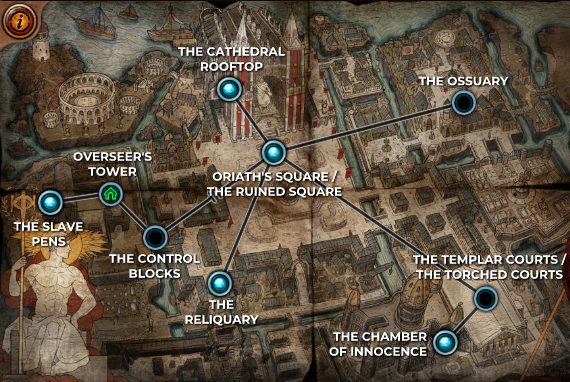 THE CATHEDRAL
ROOFTOP
THE OSSUARY
OVERSEER'S
TOWER
ORIATH'S SQUARE /
THE RUINED SQUARE
THE SLAVE
PENS
THE CONTROL
BLOCKS
THE TEMPLAR COURTS /
THE TORCHED COURTS
THE
RELIQUARY
THE CHAMBER
OF INNOCENCE